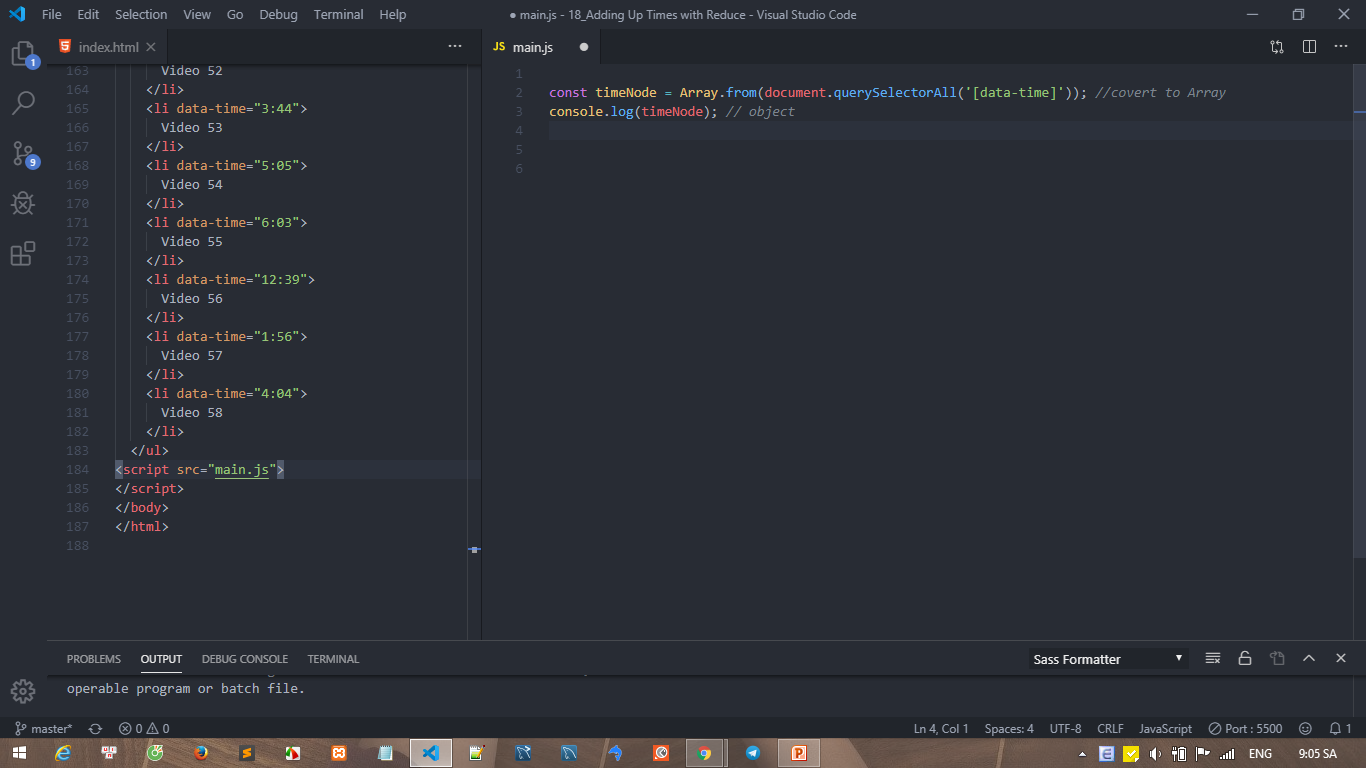 File Edit Selection View Go Debug Terminal Help ● main.js - 18_Adding Up Times with Reduce - Visual Studio Code
index.html
163 Video 52
164 </li>
165 <li data-time="3:44">
166 Video 53
167 </li>
168 <li data-time="5:05">
169 Video 54
170 </li>
171 <li data-time="6:03">
172 Video 55
173 </li>
174 <li data-time="12:39">
175 Video 56
176 </li>
177 <li data-time="1:56">
178 Video 57
179 </li>
180 <li data-time="4:04">
181 Video 58
182 </li>
183 </ul>
184 <script src="main.js">
185 </script>
186 </body>
187 </html>
188
JS main.js
1
2 const timeNode = Array.from(document.querySelectorAll('[data-time]')); //covert to Array
3 console.log(timeNode); // object
4
5
6
1
9
PROBLEMS OUTPUT DEBUG CONSOLE TERMINAL Sass Formatter
operable program or batch file.
master* 0 0 Ln 4, Col 1 Spaces: 4 UTF-8 CRLF JavaScript Port : 5500 1
ENG 9:05 SA